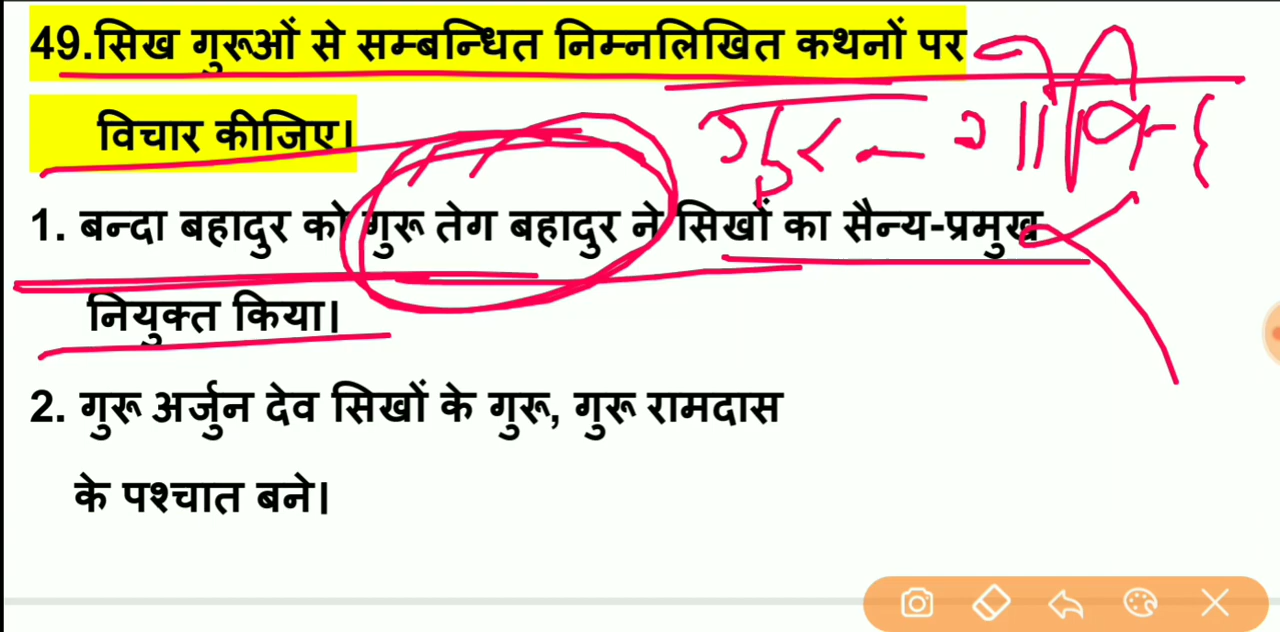 49.सिख गुरूओं से सम्बन्धित निम्नलिखित कथनों पर
विचार कीजिए।
गुरु - गोविन्द
1. बन्दा बहादुर को गुरू तेग बहादुर ने सिखों का सैन्य-प्रमुख
नियुक्त किया।
2. गुरू अर्जुन देव सिखों के गुरू, गुरू रामदास
के पश्चात बने।